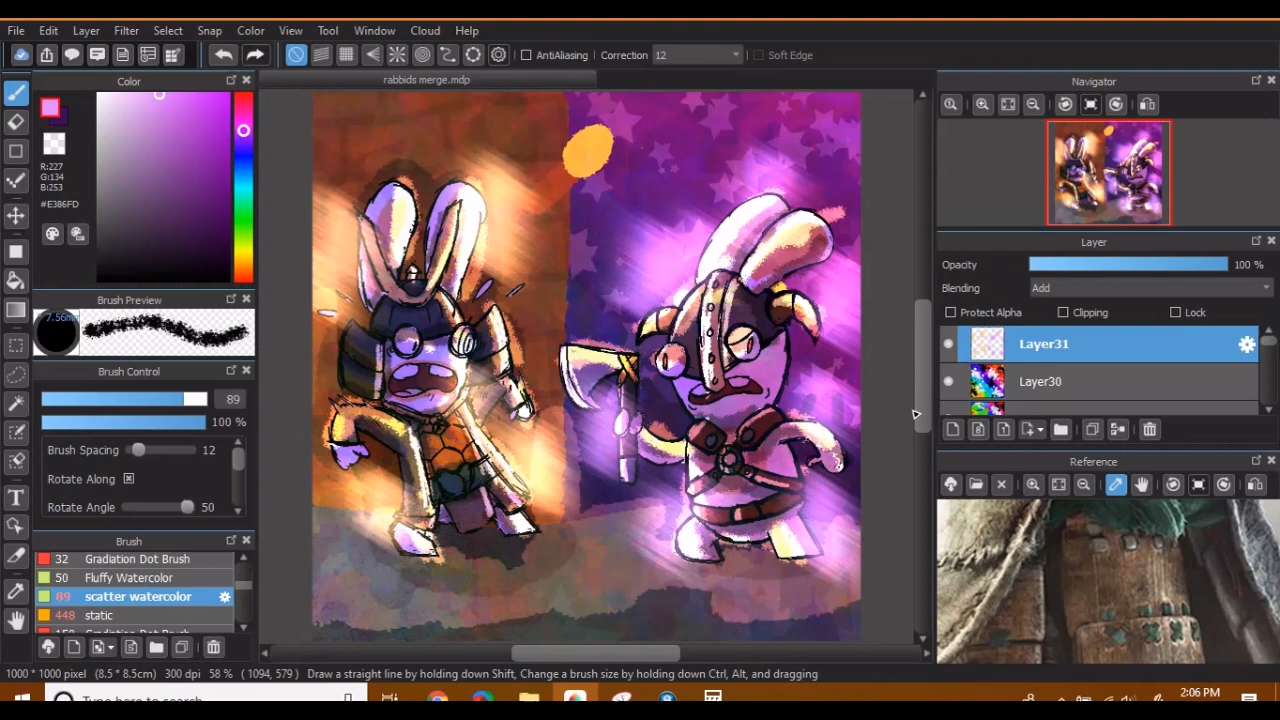 File Edit Layer Filter Select Snap Color View Tool Window Cloud Help
AntiAliasing Correction 12 Soft Edge
Color
rabbids merge.mdp
Navigator
R:227
G:134
B:253
#E386FD
Layer
Opacity 100 %
Blending Add
Protect Alpha Clipping Lock
Layer31
Layer30
Brush Preview
7.56m
Brush Control
89
100 %
Brush Spacing 12
Rotate Along
Rotate Angle 50
Reference
Brush
32 Gradiation Dot Brush
50 Fluffy Watercolor
89 scatter watercolor
448 static
1000 * 1000 pixel (8.5 * 8.5cm) 300 dpi 58 % ( 1094, 579 ) Draw a straight line by holding down Shift, Change a brush size by holding down Ctrl, Alt, and dragging
2:06 PM